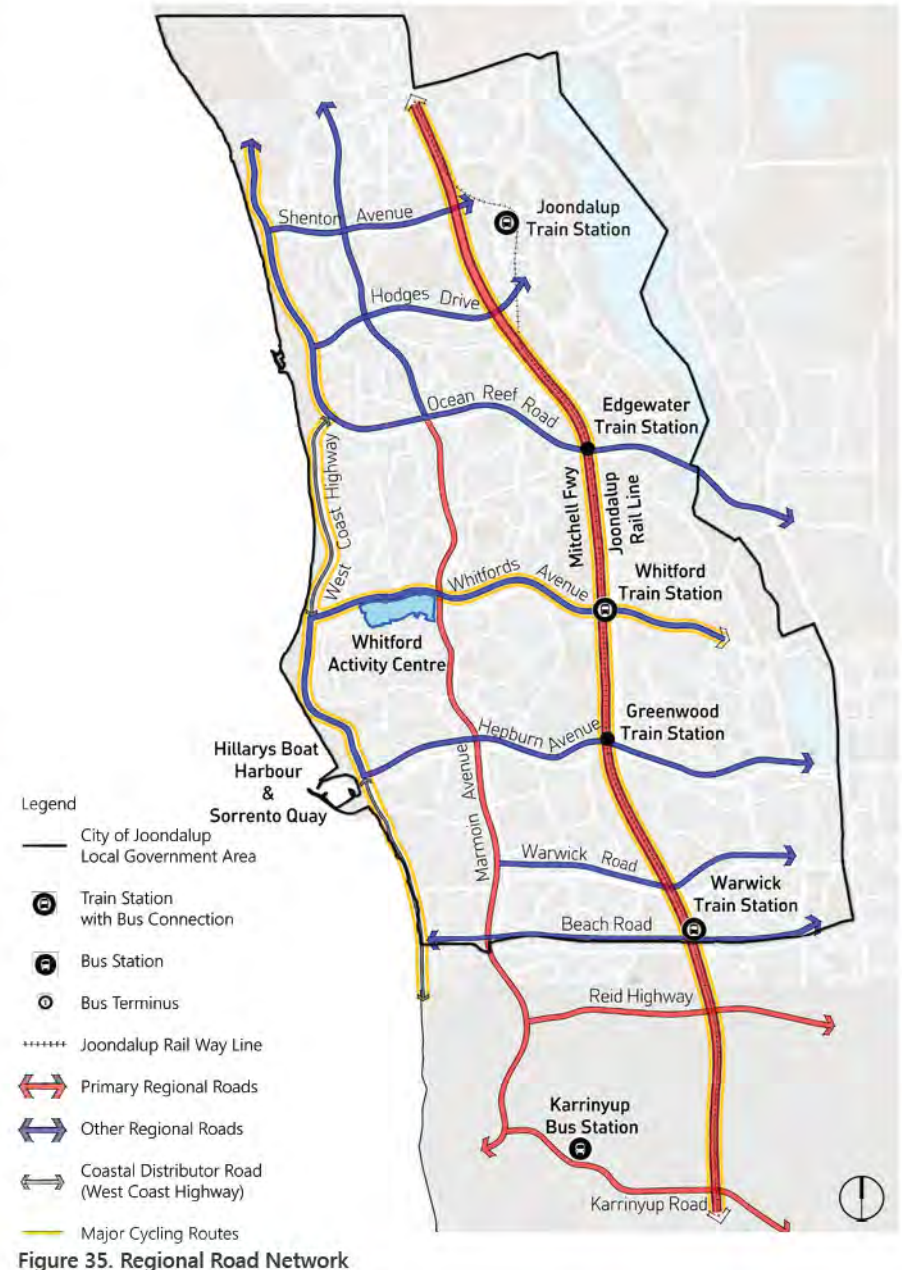 Shenton Avenue
Joondalup
Train Station
Hodges Drive
Ocean Reef Road
Edgewater
Train Station
West Coast Highway
Mitchell Fwy
Joondalup
Rail Line
Whitfords Avenue
Whitford
Train Station
Whitford
Activity Centre
Greenwood
Train Station
Hepburn Avenue
Hillarys Boat
Harbour
&
Sorrento Quay
Marmoin Avenue
Warwick Road
Warwick
Train Station
Beach Road
Reid Highway
Karrinyup
Bus Station
Karrinyup Road
Legend
City of Joondalup
Local Government Area
Train Station
with Bus Connection
Bus Station
Bus Terminus
Joondalup Rail Way Line
Primary Regional Roads
Other Regional Roads
Coastal Distributor Road
(West Coast Highway)
Major Cycling Routes
Figure 35. Regional Road Network